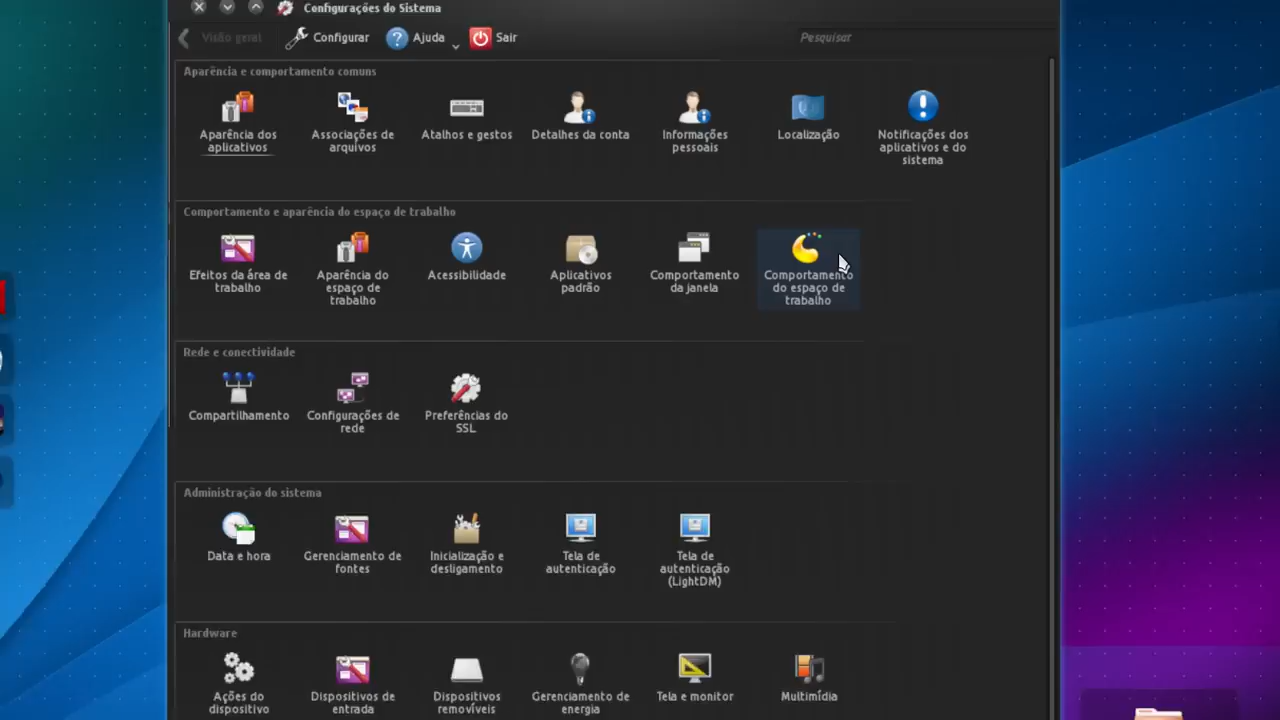 Configurações do Sistema
Visão geral Configurar Ajuda Sair Pesquisar
Aparência e comportamento comuns
Aparência dos
aplicativos
Associações de
arquivos
Atalhos e gestos
Detalhes da conta
Informações
pessoais
Localização
Notificações dos
aplicativos e do
sistema
Comportamento e aparência do espaço de trabalho
Efeitos da área de
trabalho
Aparência do
espaço de
trabalho
Acessibilidade
Aplicativos
padrão
Comportamento
da janela
Comportamento
do espaço de
trabalho
Rede e conectividade
Compartilhamento
Configurações de
rede
Preferências do
SSL
Administração do sistema
Data e hora
Gerenciamento de
fontes
Inicialização e
desligamento
Tela de
autenticação
Tela de
autenticação
(LightDM)
Hardware
Ações do
dispositivo
Dispositivos de
entrada
Dispositivos
removíveis
Gerenciamento de
energia
Tela e monitor
Multimídia